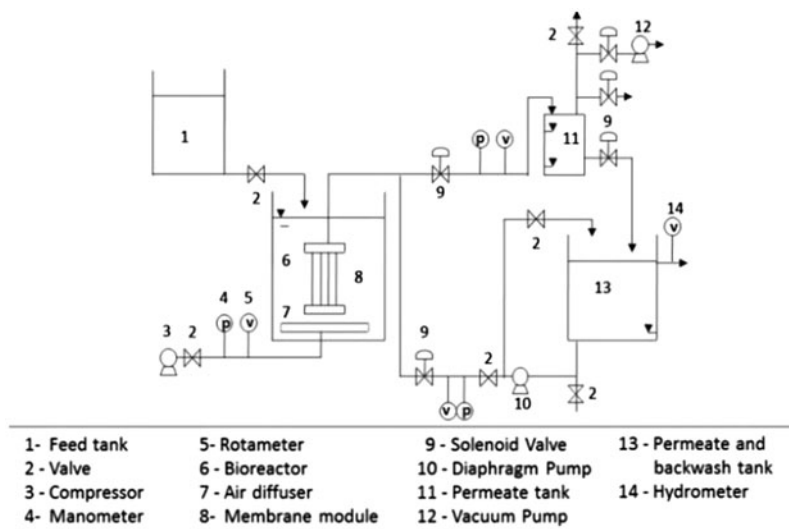 2
12
9
11
1
p
v
2
9
14
v
2
6
8
13
7
4
5
3
2
p
v
9
2
v
p
10
2
1- Feed tank
2 - Valve
3 - Compressor
4- Manometer
5-Rotameter
6 - Bioreactor
7 - Air diffuser
8- Membrane module
9 - Solenoid Valve
10 - Diaphragm Pump
11 - Permeate tank
12 - Vacuum Pump
13 - Permeate and
backwash tank
14 - Hydrometer